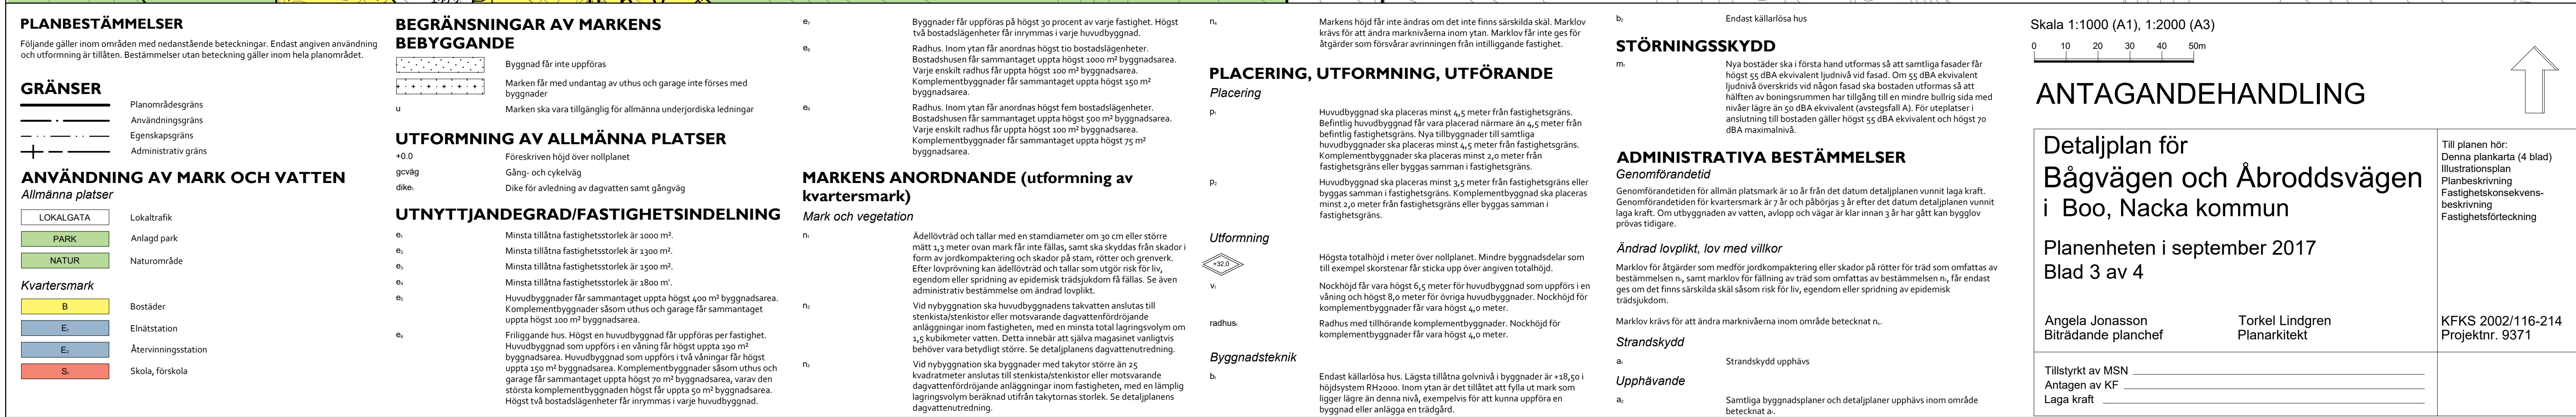 PLANBESTÄMMELSER
Följande gäller inom områden med nedanstående beteckningar. Endast angiven användning
och utformning är tillåten. Bestämmelser utan beteckning gäller inom hela planområdet.
GRÄNSER
Planområdesgräns
Användningsgräns
Egenskapsgräns
Administrativ gräns
ANVÄNDNING AV MARK OCH VATTEN
Allmänna platser
LOKALGATA Lokaltrafik
PARK Anlagd park
NATUR Naturområde
Kvartersmark
B Bostäder
E₁ Elnätstation
E₂ Återvinningsstation
S₁ Skola, förskola
BEGRÄNSNINGAR AV MARKENS
BEBYGGANDE
Byggnad får inte uppföras
Marken får med undantag av uthus och garage inte förses med
byggnader
u Marken ska vara tillgänglig för allmänna underjordiska ledningar
UTFORMNING AV ALLMÄNNA PLATSER
+0.0 Föreskriven höjd över nollplanet
gcväg Gång- och cykelväg
dike₁ Dike för avledning av dagvatten samt gångväg
UTNYTTJANDEGRAD/FASTIGHETSINDELNING
e₁ Minsta tillåtna fastighetsstorlek är 1000 m².
e₂ Minsta tillåtna fastighetsstorlek är 1300 m².
e₃ Minsta tillåtna fastighetsstorlek är 1500 m².
e₄ Minsta tillåtna fastighetsstorlek är 1800 m².
e₅ Huvudbyggnader får sammantaget uppta högst 400 m² byggnadsarea.
Komplementbyggnader såsom uthus och garage får sammantaget
uppta högst 100 m² byggnadsarea.
e₆ Friliggande hus. Högst en huvudbyggnad får uppföras per fastighet.
Huvudbyggnad som uppförs i en våning får högst uppta 190 m²
byggnadsarea. Huvudbyggnad som uppförs i två våningar får högst
uppta 150 m² byggnadsarea. Komplementbyggnader såsom uthus och
garage får sammantaget uppta högst 70 m² byggnadsarea, varav den
största komplementbyggnaden högst får uppta 50 m² byggnadsarea.
Högst två bostadslägenheter får inrymmas i varje huvudbyggnad.
e₇ Byggnader får uppföras på högst 30 procent av varje fastighet. Högst
två bostadslägenheter får inrymmas i varje huvudbyggnad.
e₈ Radhus. Inom ytan får anordnas högst tio bostadslägenheter.
Bostadshusen får sammantaget uppta högst 1000 m² byggnadsarea.
Varje enskilt radhus får uppta högst 100 m² byggnadsarea.
Komplementbyggnader får sammantaget uppta högst 150 m²
byggnadsarea.
e₉ Radhus. Inom ytan får anordnas högst fem bostadslägenheter.
Bostadshusen får sammantaget uppta högst 500 m² byggnadsarea.
Varje enskilt radhus får uppta högst 100 m² byggnadsarea.
Komplementbyggnader får sammantaget uppta högst 75 m²
byggnadsarea.
MARKENS ANORDNANDE (utformning av
kvartersmark)
Mark och vegetation
n₁ Ädellövträd och tallar med en stamdiameter om 30 cm eller större
mätt 1,3 meter ovan mark får inte fällas, samt ska skyddas från skador i
form av jordkompaktering och skador på stam, rötter och grenverk.
Efter lovprövning kan ädellövträd och tallar som utgör risk för liv,
egendom eller spridning av epidemisk trädsjukdom få fällas. Se även
administrativ bestämmelse om ändrad lovplikt.
n₂ Vid nybyggnation ska huvudbyggnadens takvatten anslutas till
stenkista/stenkistor eller motsvarande dagvattenfördröjande
anläggningar inom fastigheten, med en minsta total lagringsvolym om
1,5 kubikmeter vatten. Detta innebär att själva magasinet vanligtvis
behöver vara betydligt större. Se detaljplanens dagvattenutredning.
n₃ Vid nybyggnation ska byggnader med takytor större än 25
kvadratmeter anslutas till stenkista/stenkistor eller motsvarande
dagvattenfördröjande anläggningar inom fastigheten, med en lämplig
lagringsvolym beräknad utifrån takytornas storlek. Se detaljplanens
dagvattenutredning.
n₄ Markens höjd får inte ändras om det inte finns särskilda skäl. Marklov
krävs för att ändra marknivåerna inom ytan. Marklov får inte ges för
åtgärder som försvårar avrinningen från intilliggande fastighet.
PLACERING, UTFORMNING, UTFÖRANDE
Placering
p₁ Huvudbyggnad ska placeras minst 4,5 meter från fastighetsgräns.
Befintlig huvudbyggnad får vara placerad närmare än 4,5 meter från
befintlig fastighetsgräns. Nya tillbyggnader till samtliga
huvudbyggnader ska placeras minst 4,5 meter från fastighetsgräns.
Komplementbyggnader ska placeras minst 2,0 meter från
fastighetsgräns eller byggas samman i fastighetsgräns.
p₂ Huvudbyggnad ska placeras minst 3,5 meter från fastighetsgräns eller
byggas samman i fastighetsgräns. Komplementbyggnad ska placeras
minst 2,0 meter från fastighetsgräns eller byggas samman i
fastighetsgräns.
Utformning
+32,0 Högsta totalhöjd i meter över nollplanet. Mindre byggnadsdelar som
till exempel skorstenar får sticka upp över angiven totalhöjd.
v₁ Nockhöjd får vara högst 6,5 meter för huvudbyggnad som uppförs i en
våning och högst 8,0 meter för övriga huvudbyggnader. Nockhöjd för
komplementbyggnader får vara högst 4,0 meter.
radhus₁ Radhus med tillhörande komplementbyggnader. Nockhöjd för
komplementbyggnader får vara högst 4,0 meter.
Byggnadsteknik
b₁ Endast källarlösa hus. Lägsta tillåtna golvnivå i byggnader är +18,50 i
höjdsystem RH2000. Inom ytan är det tillåtet att fylla ut mark som
ligger lägre än denna nivå, exempelvis för att kunna uppföra en
byggnad eller anlägga en trädgård.
b₂ Endast källarlösa hus
STÖRNINGSSKYDD
m₁ Nya bostäder ska i första hand utformas så att samtliga fasader får
högst 55 dBA ekvivalent ljudnivå vid fasad. Om 55 dBA ekvivalent
ljudnivå överskrids vid någon fasad ska bostaden utformas så att
hälften av boningsrummen har tillgång till en mindre bullrig sida med
nivåer lägre än 50 dBA ekvivalent (avstegsfall A). För uteplatser i
anslutning till bostaden gäller högst 55 dBA ekvivalent och högst 70
dBA maximalnivå.
ADMINISTRATIVA BESTÄMMELSER
Genomförandetid
Genomförandetiden för allmän platsmark är 10 år från det datum detaljplanen vunnit laga kraft.
Genomförandetiden för kvartersmark är 7 år och påbörjas 3 år efter det datum detaljplanen vunnit
laga kraft. Om utbyggnaden av vatten, avlopp och vägar är klar innan 3 år har gått kan bygglov
prövas tidigare.
Ändrad lovplikt, lov med villkor
Marklov för åtgärder som medför jordkompaktering eller skador på rötter för träd som omfattas av
bestämmelsen n₁, samt marklov för fällning av träd som omfattas av bestämmelsen n₁, får endast
ges om det finns särskilda skäl såsom risk för liv, egendom eller spridning av epidemisk
trädsjukdom.
Marklov krävs för att ändra marknivåerna inom område betecknat n₄.
Strandskydd
a₁ Strandskydd upphävs
Upphävande
a₂ Samtliga byggnadsplaner och detaljplaner upphävs inom område
betecknat a₂.
Skala 1:1000 (A1), 1:2000 (A3)
0 10 20 30 40 50m
ANTAGANDEHANDLING
Detaljplan för
Bågvägen och Åbroddsvägen
i Boo, Nacka kommun
Planenheten i september 2017
Blad 3 av 4
Angela Jonasson Torkel Lindgren
Biträdande planchef Planarkitekt
Tillstyrkt av MSN
Antagen av KF
Laga kraft
Till planen hör:
Denna plankarta (4 blad)
Illustrationsplan
Planbeskrivning
Fastighetskonsekvens-
beskrivning
Fastighetsförteckning
KFKS 2002/116-214
Projektnr. 9371